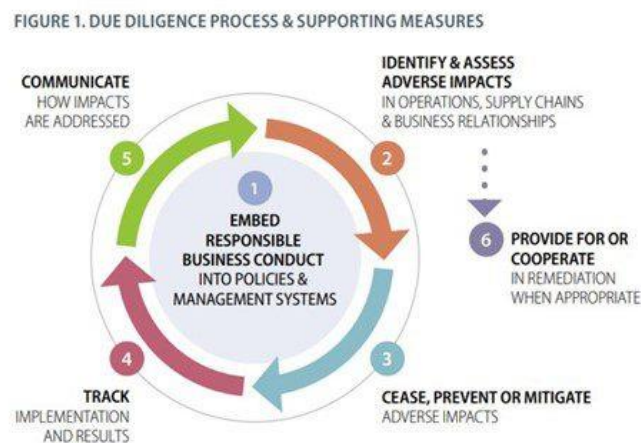 FIGURE 1. DUE DILIGENCE PROCESS & SUPPORTING MEASURES
1
EMBED
RESPONSIBLE
BUSINESS CONDUCT
INTO POLICIES &
MANAGEMENT SYSTEMS
2
IDENTIFY & ASSESS
ADVERSE IMPACTS
IN OPERATIONS, SUPPLY CHAINS
& BUSINESS RELATIONSHIPS
3
CEASE, PREVENT OR MITIGATE
ADVERSE IMPACTS
4
TRACK
IMPLEMENTATION
AND RESULTS
5
COMMUNICATE
HOW IMPACTS
ARE ADDRESSED
6
PROVIDE FOR OR
COOPERATE
IN REMEDIATION
WHEN APPROPRIATE